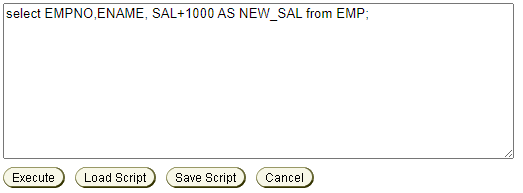 select EMPNO,ENAME, SAL+1000 AS NEW_SAL from EMP;
Execute Load Script Save Script Cancel